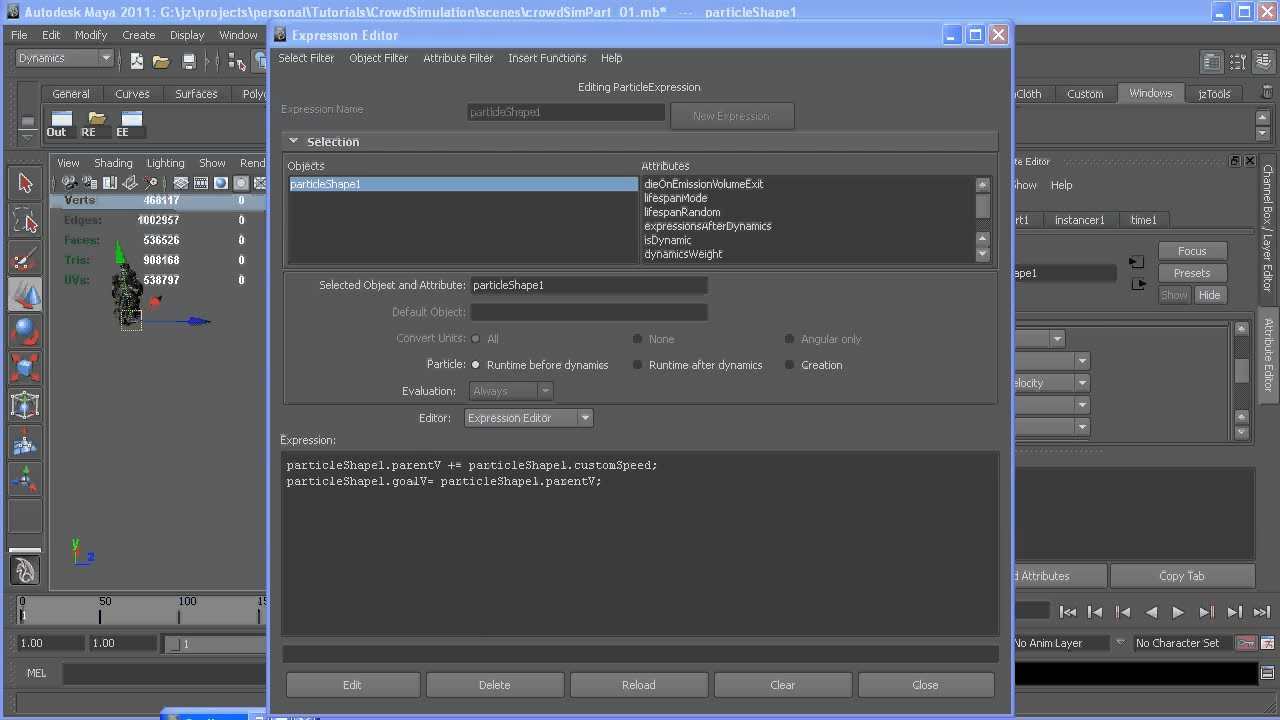 Autodesk Maya 2011: G:\jz\projects\personal\Tutorials\CrowdSimulation\scenes\crowdSimPart_01.mb* --- particleShape1
File Edit Modify Create Display Window
Expression Editor
Select Filter Object Filter Attribute Filter Insert Functions Help
Dynamics
Editing ParticleExpression
General Curves Surfaces
Cloth Custom Windows jzTools
Expression Name particleShape1 New Expression
Out RE EE
Selection
View Shading Lighting Show
Objects Attributes
particleShape1
dieOnEmissionVolumeExit
lifespanMode
lifespanRandom
expressionsAfterDynamics
isDynamic
dynamicsWeight
Verts 468117 0
Edges: 1002957 0
Faces: 536526 0
Tris: 908168 0
UVs: 538797 0
Help
instancer1 time1
Focus
Presets
Show Hide
Channel Box / Layer Editor
Attribute Editor
Selected Object and Attribute: particleShape1
Default Object:
Convert Units: All None Angular only
Particle: Runtime before dynamics Runtime after dynamics Creation
Evaluation: Always
Editor: Expression Editor
Expression:
particleShape1.parentV += particleShape1.customSpeed;
particleShape1.goalV= particleShape1.parentV;
y
z
Attributes Copy Tab
0 50 100
1
1.00 1.00 1
No Anim Layer No Character Set
MEL
Edit Delete Reload Clear Close